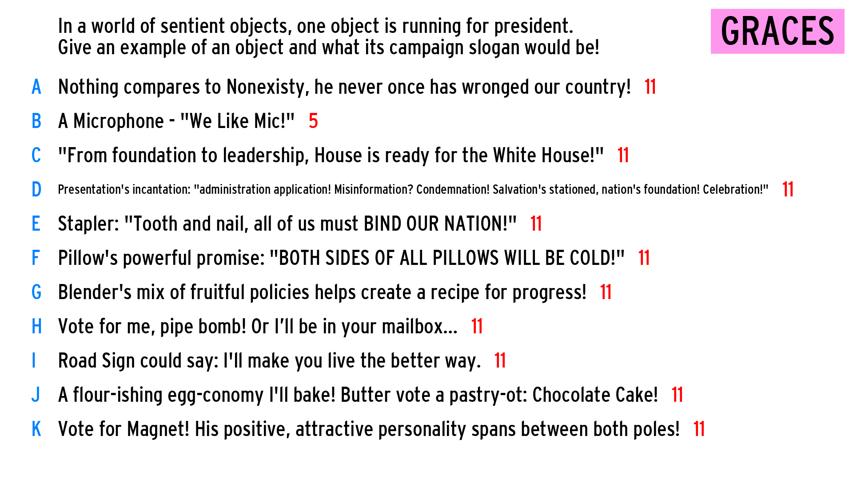 In a world of sentient objects, one object is running for president.
Give an example of an object and what its campaign slogan would be!
GRACES
A Nothing compares to Nonexisty, he never once has wronged our country! 11
B A Microphone - "We Like Mic!" 5
C "From foundation to leadership, House is ready for the White House!" 11
D Presentation's incantation: "administration application! Misinformation? Condemnation! Salvation's stationed, nation's foundation! Celebration!" 11
E Stapler: "Tooth and nail, all of us must BIND OUR NATION!" 11
F Pillow's powerful promise: "BOTH SIDES OF ALL PILLOWS WILL BE COLD!" 11
G Blender's mix of fruitful policies helps create a recipe for progress! 11
H Vote for me, pipe bomb! Or I'll be in your mailbox... 11
I Road Sign could say: I'll make you live the better way. 11
J A flour-ishing egg-conomy I'll bake! Butter vote a pastry-ot: Chocolate Cake! 11
K Vote for Magnet! His positive, attractive personality spans between both poles! 11